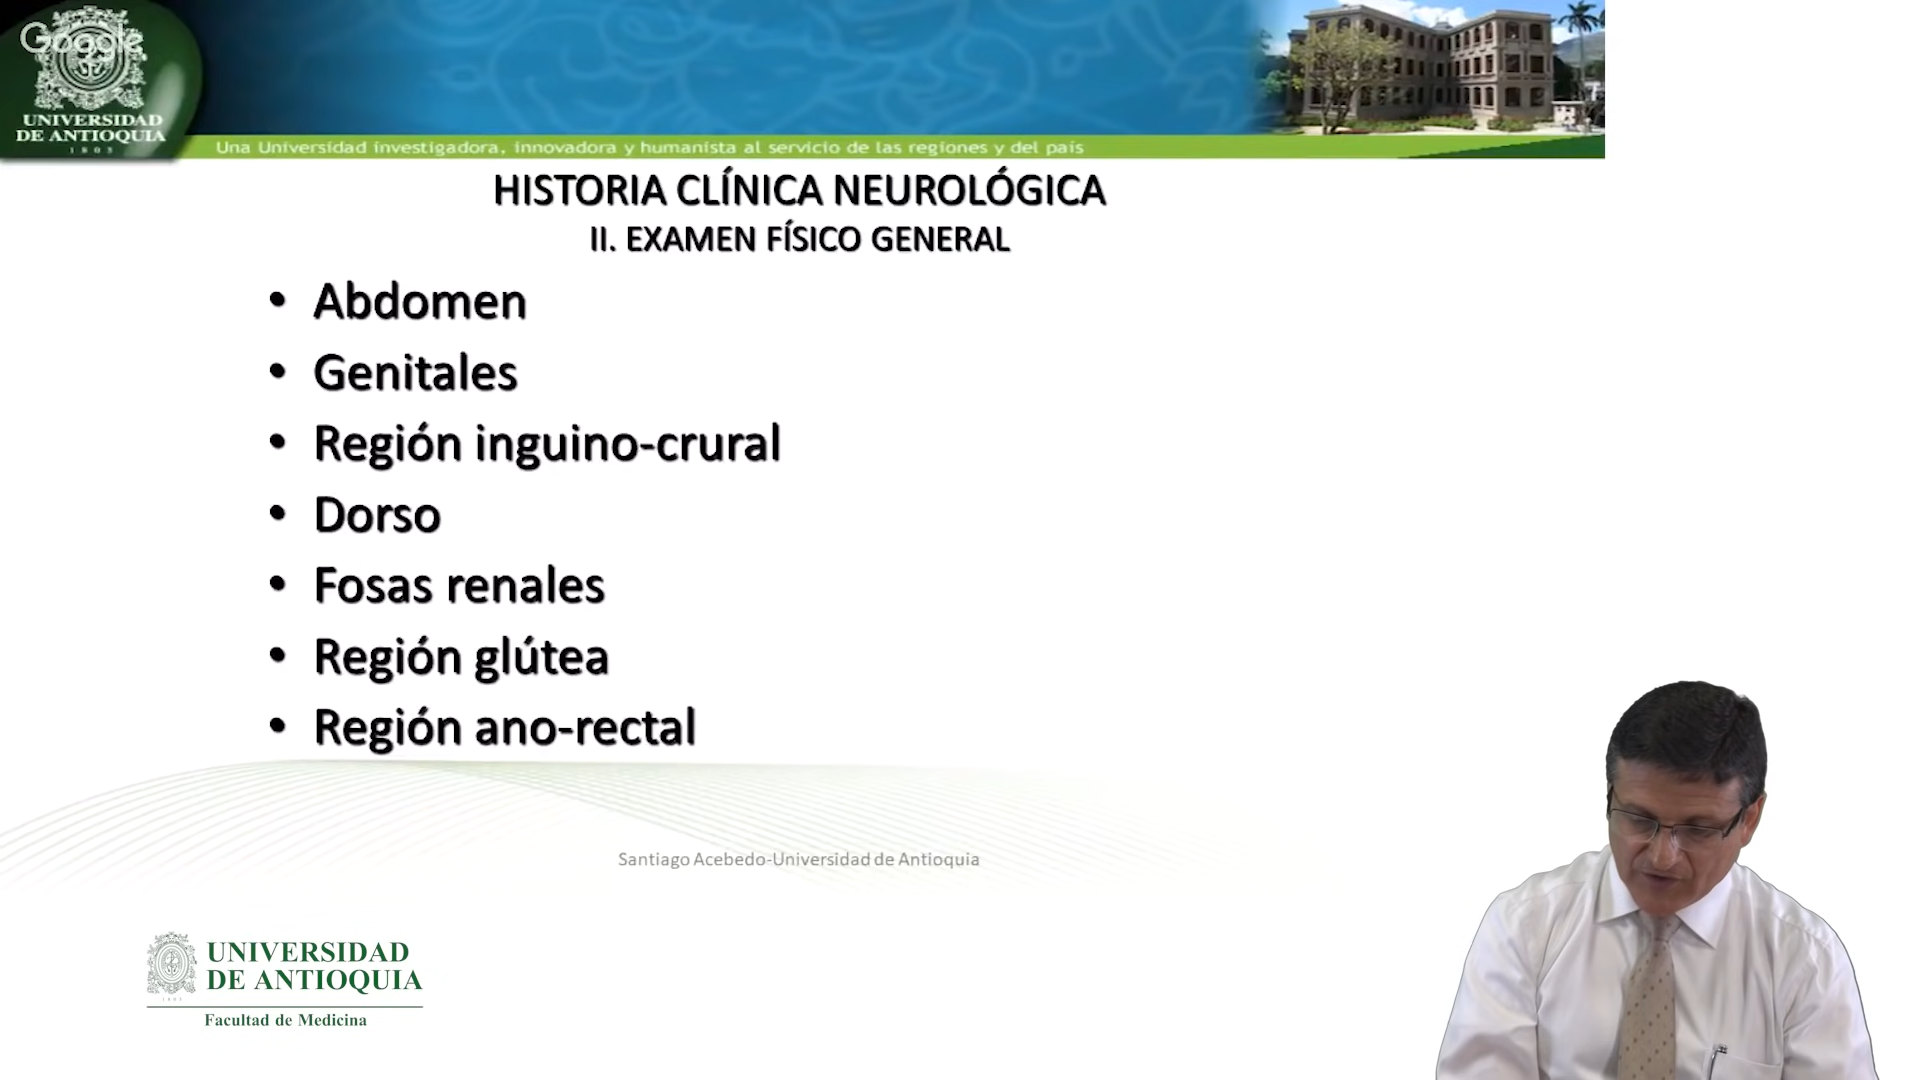 Google
UNIVERSIDAD
DE ANTIOQUIA
1803
Una Universidad investigadora, innovadora y humanista al servicio de las regiones y del país
HISTORIA CLÍNICA NEUROLÓGICA
II. EXAMEN FÍSICO GENERAL
• Abdomen
• Genitales
• Región inguino-crural
• Dorso
• Fosas renales
• Región glútea
• Región ano-rectal
Santiago Acebedo-Universidad de Antioquia
UNIVERSIDAD
DE ANTIOQUIA
1803
Facultad de Medicina